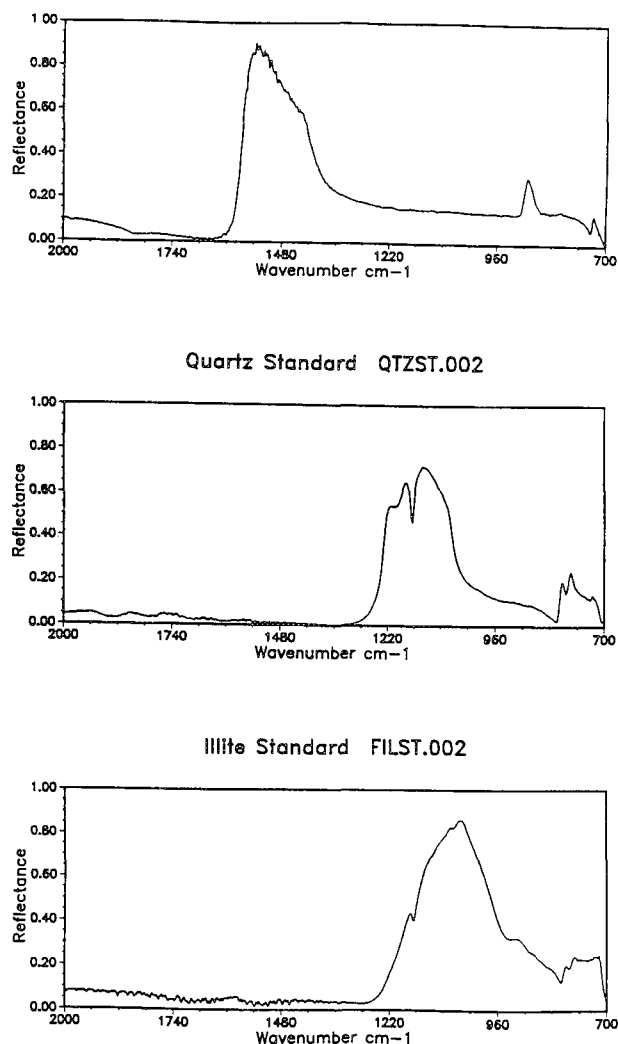 1.00
0.80
0.60
0.40
0.20
0.00
Reflectance
2000 1740 1480 1220 960 700
Wavenumber cm-1
Quartz Standard QTZST.002
1.00
0.80
0.60
0.40
0.20
0.00
Reflectance
2000 1740 1480 1220 960 700
Wavenumber cm-1
Illite Standard FILST.002
1.00
0.80
0.60
0.40
0.20
0.00
Reflectance
2000 1740 1480 1220 960 700
Wavenumber cm-1